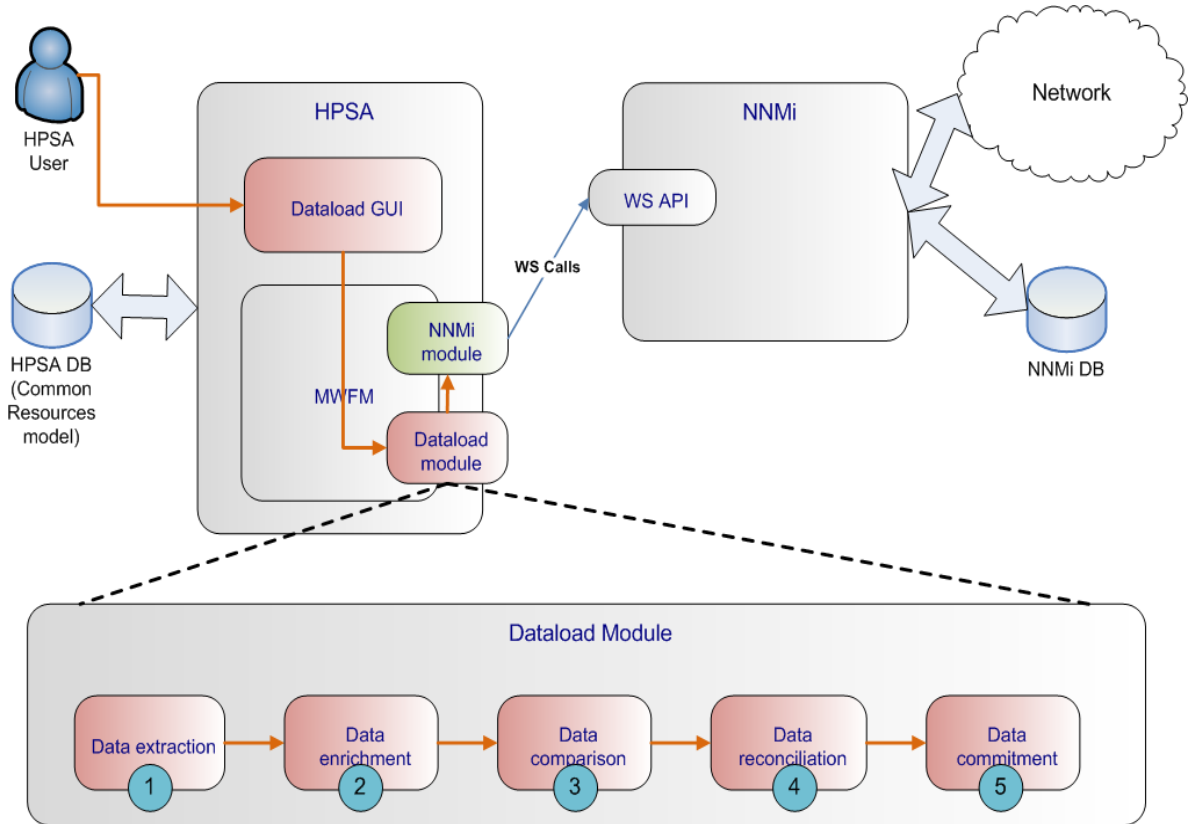 HPSA
User
HPSA
Dataload GUI
HPSA DB
(Common
Resources
model)
MWFM
NNMi
module
Dataload
module
WS Calls
NNMi
WS API
Network
NNMi DB
Dataload Module
Data extraction
1
Data
enrichment
2
Data
comparison
3
Data
reconciliation
4
Data
commitment
5